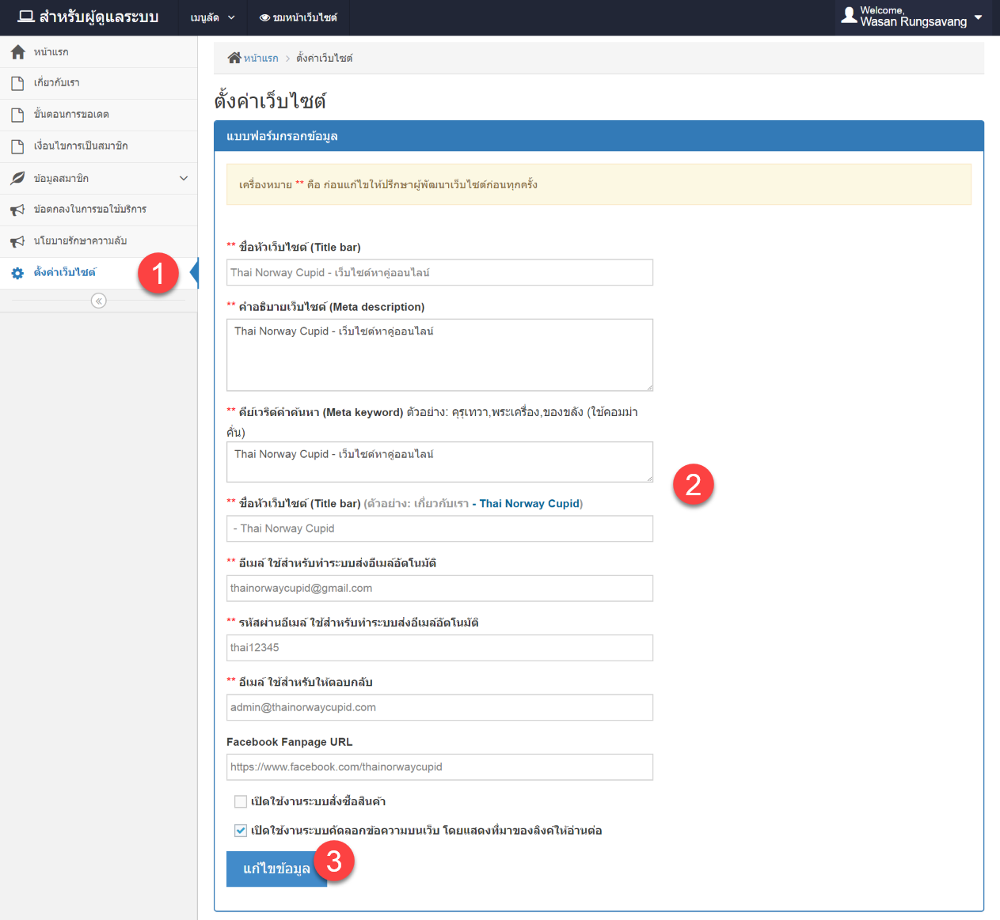 สำหรับผู้ดูแลระบบ
เมนูลัด
ชมหน้าเว็บไซต์
Welcome,
Wasan Rungsavang
หน้าแรก
เกี่ยวกับเรา
ขั้นตอนการขอเดต
เงื่อนไขการเป็นสมาชิก
ข้อมูลสมาชิก
ข้อตกลงในการขอใช้บริการ
นโยบายรักษาความลับ
ตั้งค่าเว็บไซต์
1
หน้าแรก > ตั้งค่าเว็บไซต์
ตั้งค่าเว็บไซต์
แบบฟอร์มกรอกข้อมูล
เครื่องหมาย ** คือ ก่อนแก้ไขให้ปรึกษาผู้พัฒนาเว็บไซต์ก่อนทุกครั้ง
** ชื่อหัวเว็บไซต์ (Title bar)
Thai Norway Cupid - เว็บไซต์หาคู่ออนไลน์
** คำอธิบายเว็บไซต์ (Meta description)
Thai Norway Cupid - เว็บไซต์หาคู่ออนไลน์
** คีย์เวริด์คำค้นหา (Meta keyword) ตัวอย่าง: คุรุเทวา,พระเครื่อง,ของขลัง (ใช้คอมม่า
คั่น)
Thai Norway Cupid - เว็บไซต์หาคู่ออนไลน์
2
** ชื่อหัวเว็บไซต์ (Title bar) (ตัวอย่าง: เกี่ยวกับเรา - Thai Norway Cupid)
- Thai Norway Cupid
** อีเมล์ ใช้สำหรับทำระบบส่งอีเมล์อัตโนมัติ
thainorwaycupid@gmail.com
** รหัสผ่านอีเมล์ ใช้สำหรับทำระบบส่งอีเมล์อัตโนมัติ
thai12345
** อีเมล์ ใช้สำหรับให้ตอบกลับ
admin@thainorwaycupid.com
Facebook Fanpage URL
https://www.facebook.com/thainorwaycupid
เปิดใช้งานระบบสั่งซื้อสินค้า
เปิดใช้งานระบบคัดลอกข้อความบนเว็บ โดยแสดงที่มาของลิงค์ให้อ่านต่อ
แก้ไขข้อมูล
3